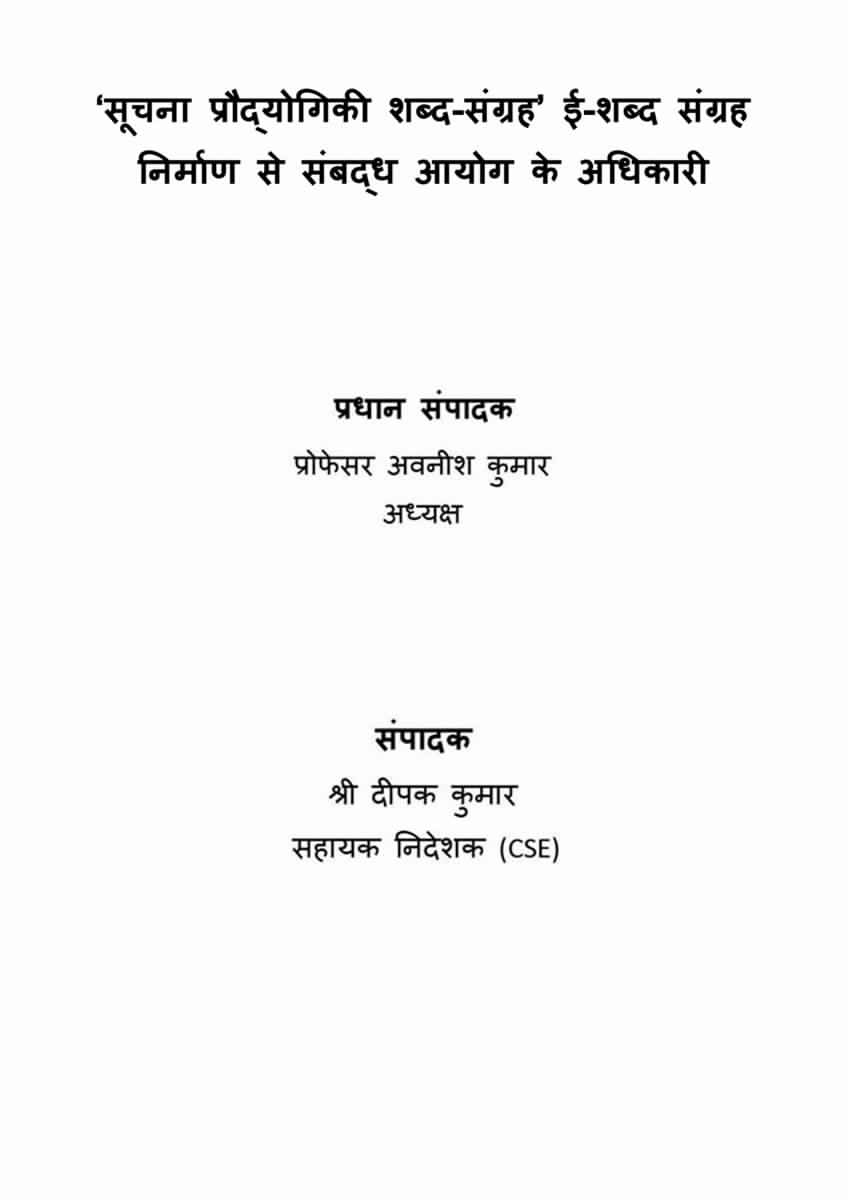 ‘सूचना प्रौद्‌योगिकी शब्द-संग्रह’ ई-शब्द संग्रह
निर्माण से संबद्‌ध आयोग के अधिकारी
प्रधान संपादक
प्रोफेसर अवनीश कुमार
अध्यक्ष
संपादक
श्री दीपक कुमार
सहायक निदेशक (CSE)